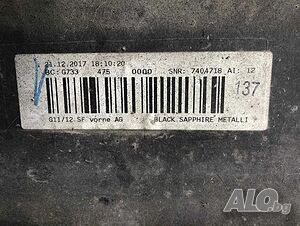 21.12.2017 18:10:20
BC: G733 475 0000 SNR: 7404718 AI: 12
137
G11/12 SF vorne AG BLACK SAPPHIRE METALLI
ALO.bg